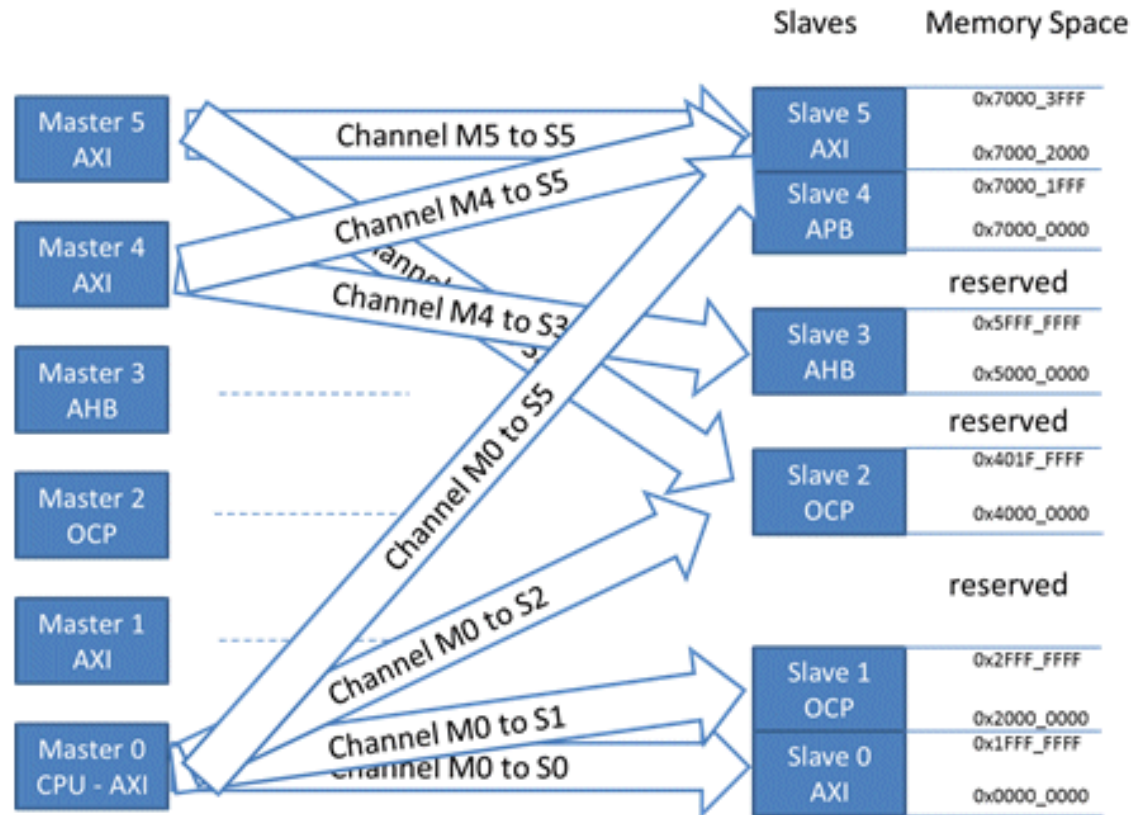 Slaves Memory Space
Master 5
AXI
Master 4
AXI
Master 3
AHB
Master 2
OCP
Master 1
AXI
Master 0
CPU - AXI
Channel M5 to S5
Channel M4 to S5
Channel M4 to S3
Channel M0 to S5
Channel M0 to S2
Channel M0 to S1
Channel M0 to S0
Slave 5
AXI
0x7000_3FFF
0x7000_2000
Slave 4
APB
0x7000_1FFF
0x7000_0000
reserved
Slave 3
AHB
0x5FFF_FFFF
0x5000_0000
reserved
Slave 2
OCP
0x401F_FFFF
0x4000_0000
reserved
Slave 1
OCP
0x2FFF_FFFF
0x2000_0000
Slave 0
AXI
0x1FFF_FFFF
0x0000_0000